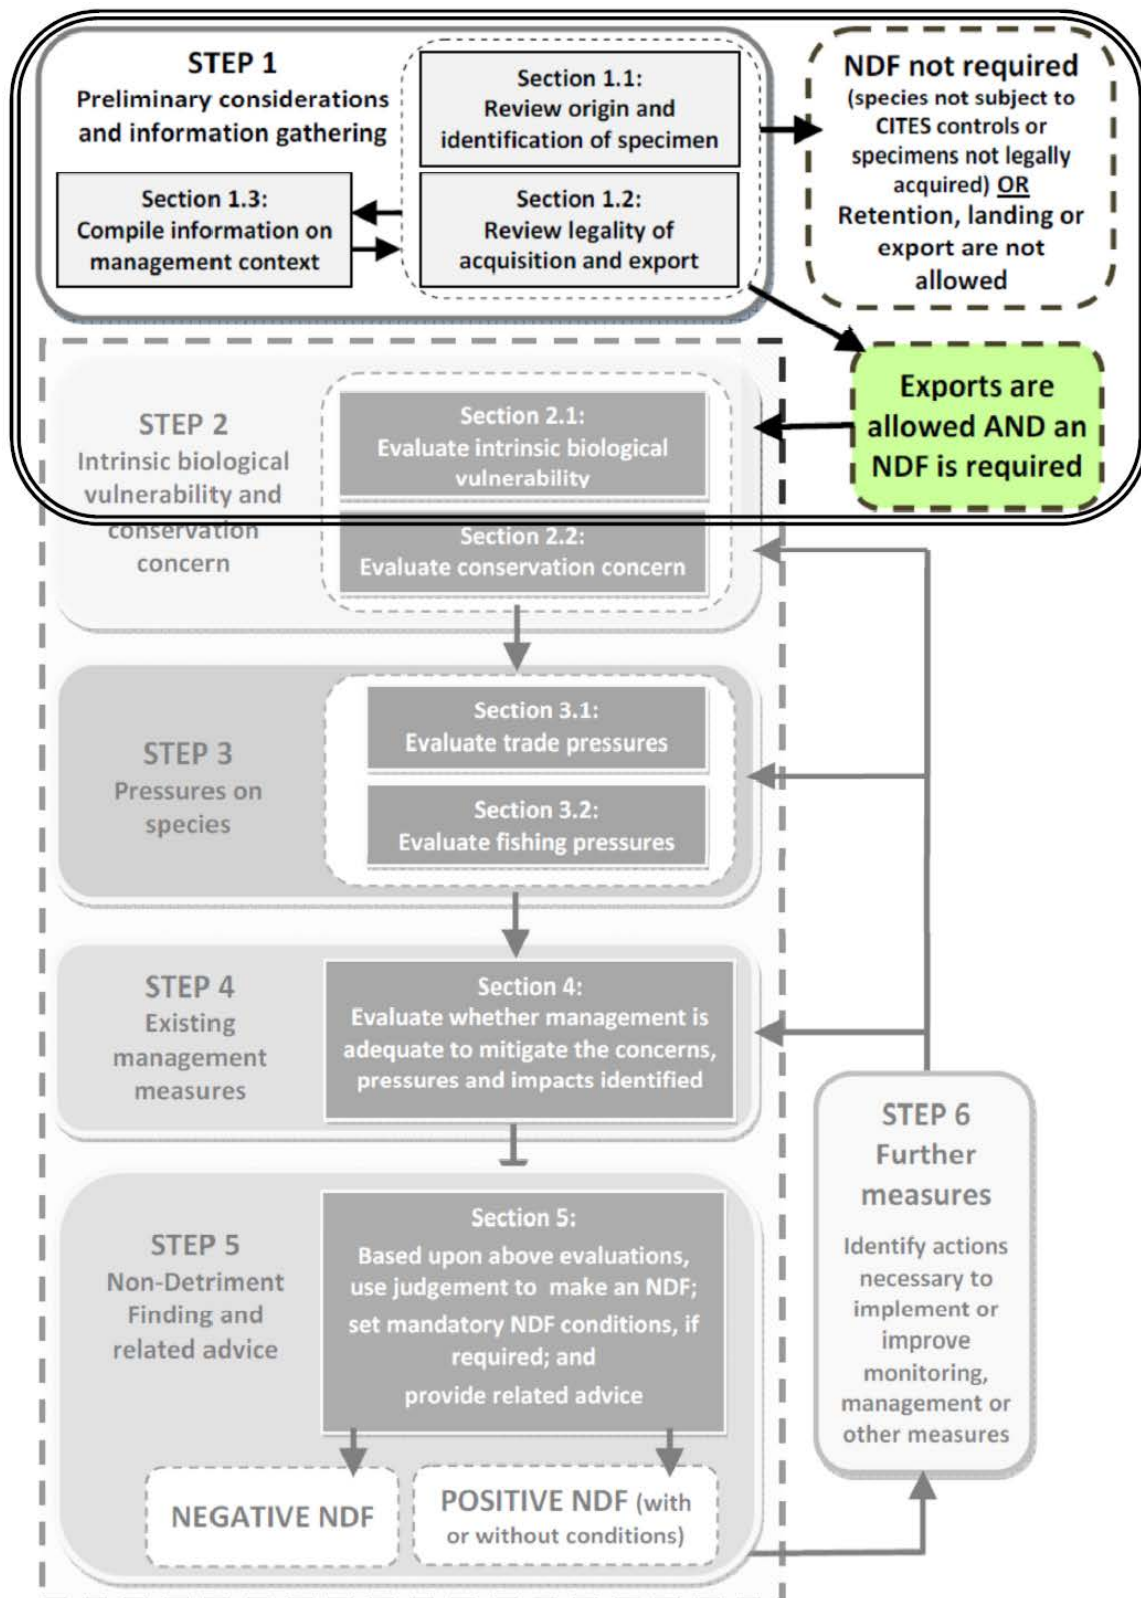 STEP 1
Preliminary considerations
and information gathering
Section 1.1:
Review origin and
identification of specimen
Section 1.3:
Compile information on
management context
Section 1.2:
Review legality of
acquisition and export
NDF not required
(species not subject to
CITES controls or
specimens not legally
acquired) OR
Retention, landing or
export are not
allowed
Exports are
allowed AND an
NDF is required
STEP 2
Intrinsic biological
vulnerability and
conservation
concern
Section 2.1:
Evaluate intrinsic biological
vulnerability
Section 2.2:
Evaluate conservation concern
STEP 3
Pressures on
species
Section 3.1:
Evaluate trade pressures
Section 3.2:
Evaluate fishing pressures
STEP 4
Existing
management
measures
Section 4:
Evaluate whether management is
adequate to mitigate the concerns,
pressures and impacts identified
STEP 5
Non-Detriment
Finding and
related advice
Section 5:
Based upon above evaluations,
use judgement to make an NDF;
set mandatory NDF conditions, if
required; and
provide related advice
NEGATIVE NDF
POSITIVE NDF (with
or without conditions)
STEP 6
Further
measures
Identify actions
necessary to
implement or
improve
monitoring,
management or
other measures